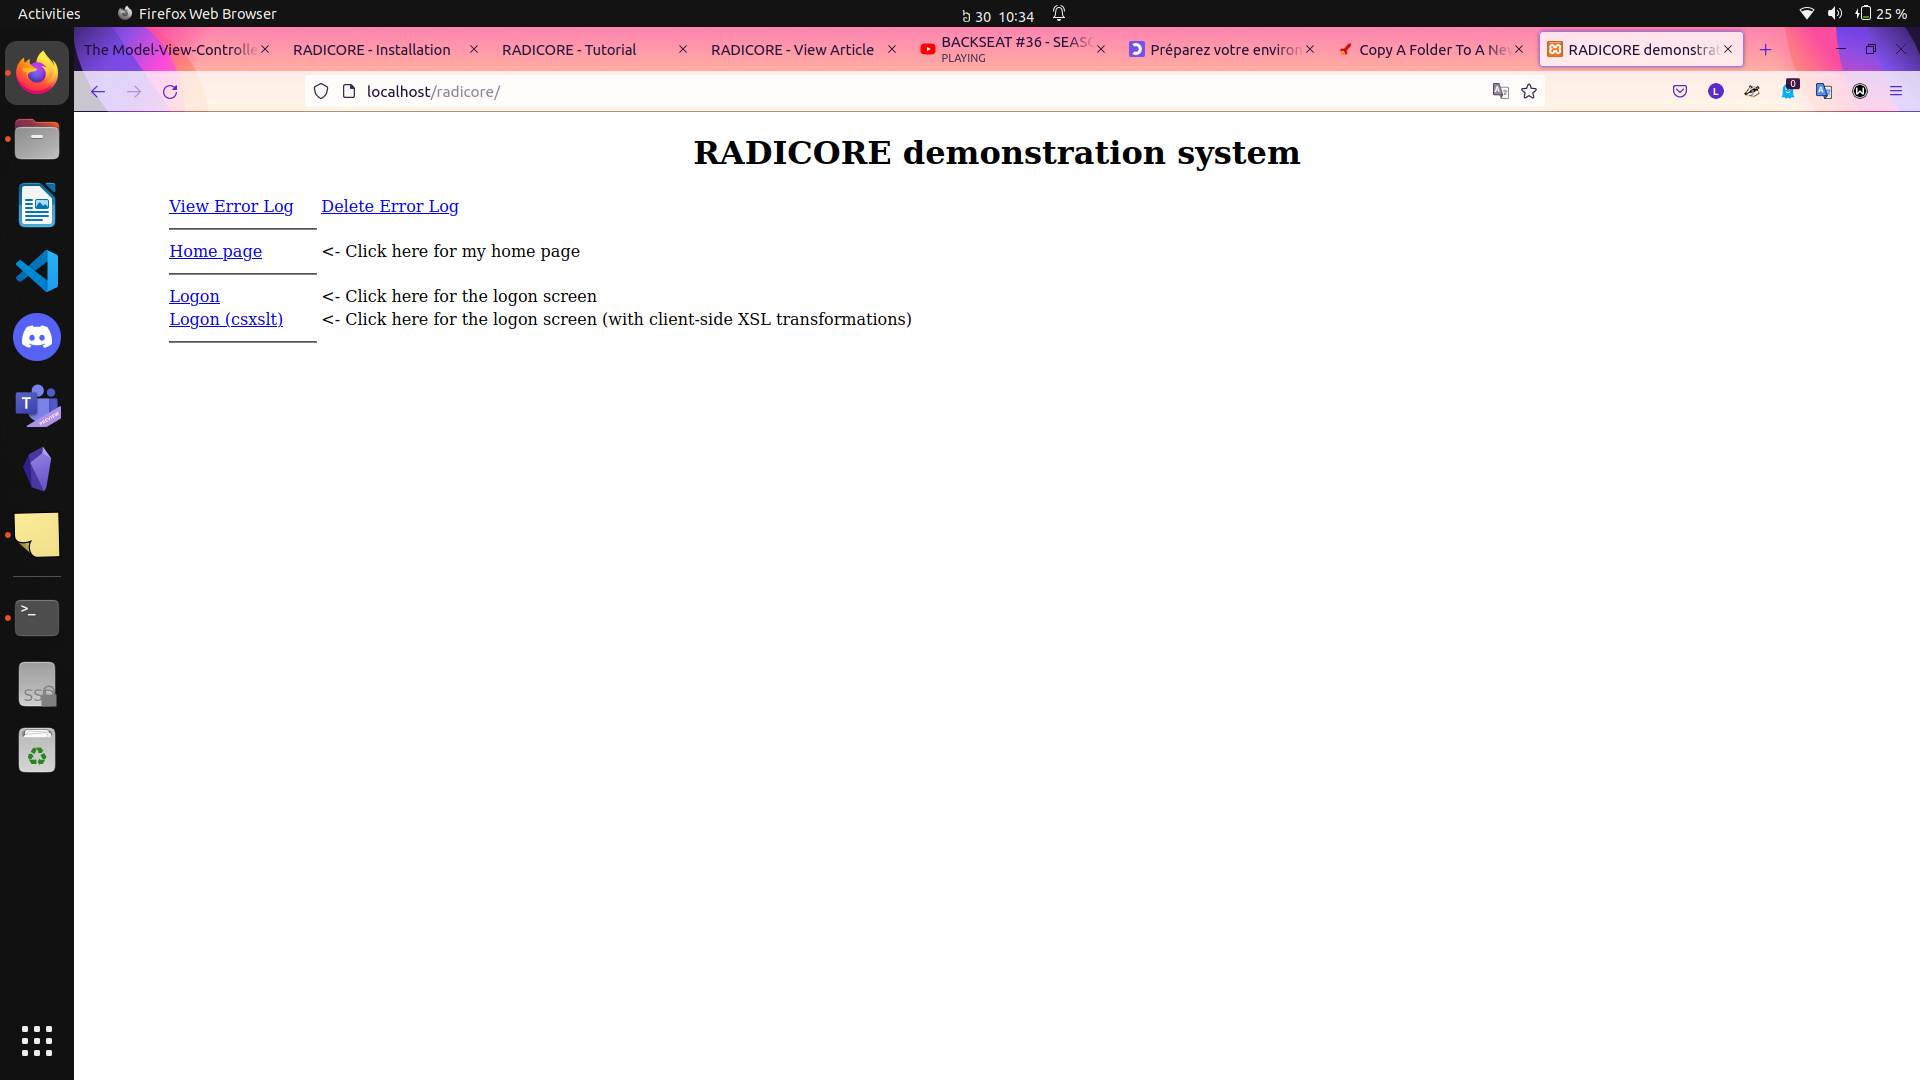 Activities
Firefox Web Browser
30 10:34
25 %
The Model-View-Controlle
RADICORE - Installation
RADICORE - Tutorial
RADICORE - View Article
BACKSEAT #36 - SEAS
PLAYING
Préparez votre environ
Copy A Folder To A Ne
RADICORE demonstrat
localhost/radicore/
L
0
RADICORE demonstration system
View Error Log Delete Error Log
Home page <- Click here for my home page
Logon <- Click here for the logon screen
Logon (csxslt) <- Click here for the logon screen (with client-side XSL transformations)
T
PREVIEW
>_